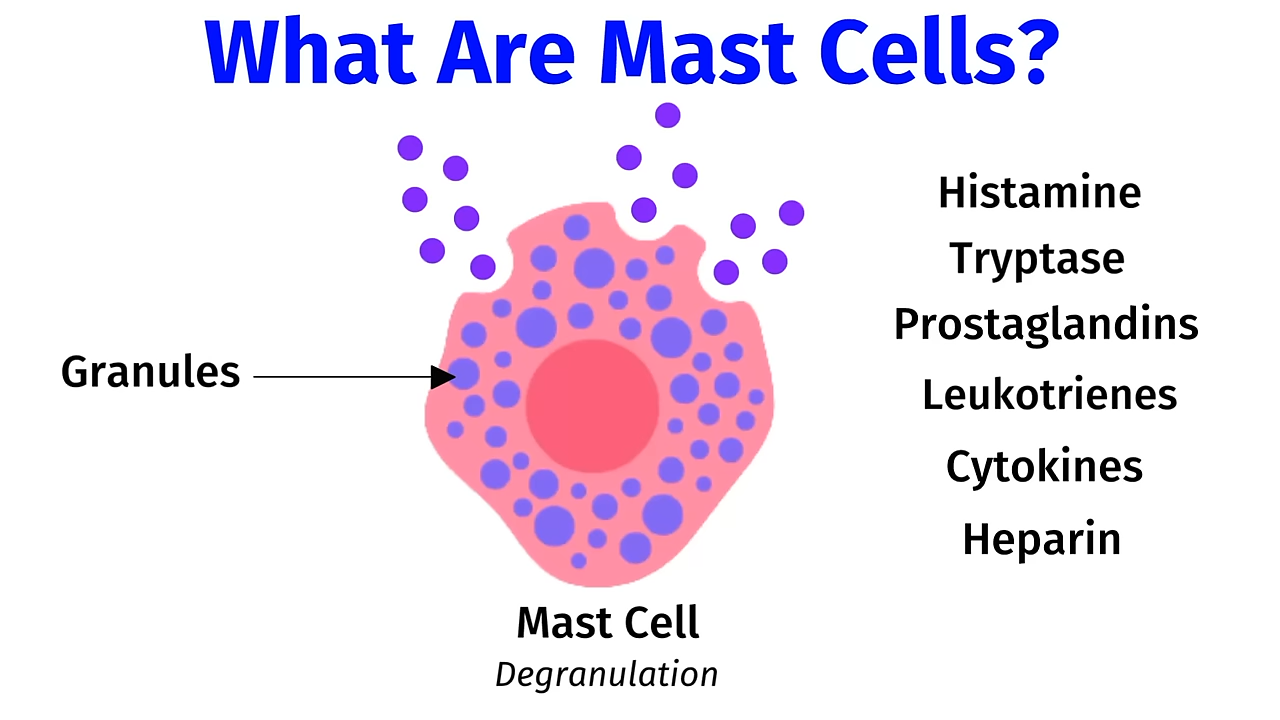 What Are Mast Cells?
Histamine
Tryptase
Prostaglandins
Granules
Leukotrienes
Cytokines
Heparin
Mast Cell
Degranulation